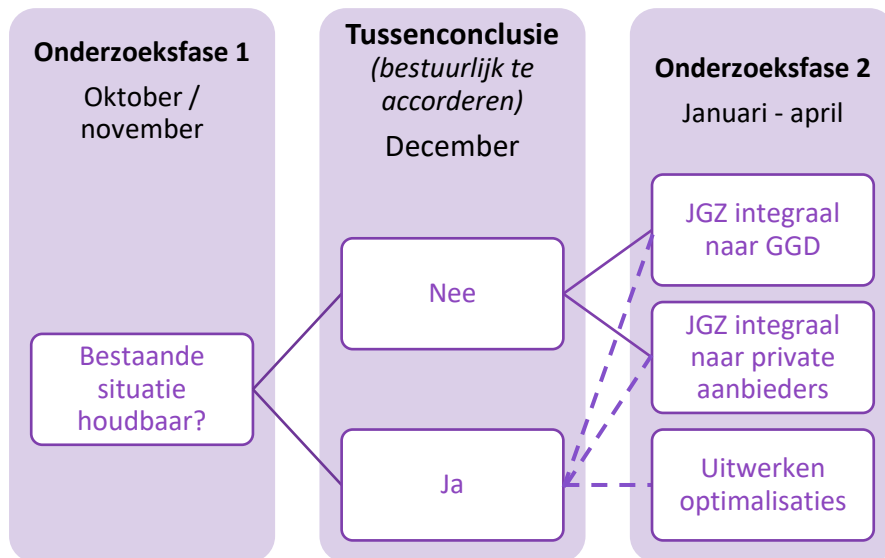 Onderzoeksfase 1
Oktober /
november
Bestaande
situatie
houdbaar?
Tussenconclusie
(bestuurlijk te
accorderen)
December
Nee
Ja
Onderzoeksfase 2
Januari - april
JGZ integraal
naar GGD
JGZ integraal
naar private
aanbieders
Uitwerken
optimalisaties